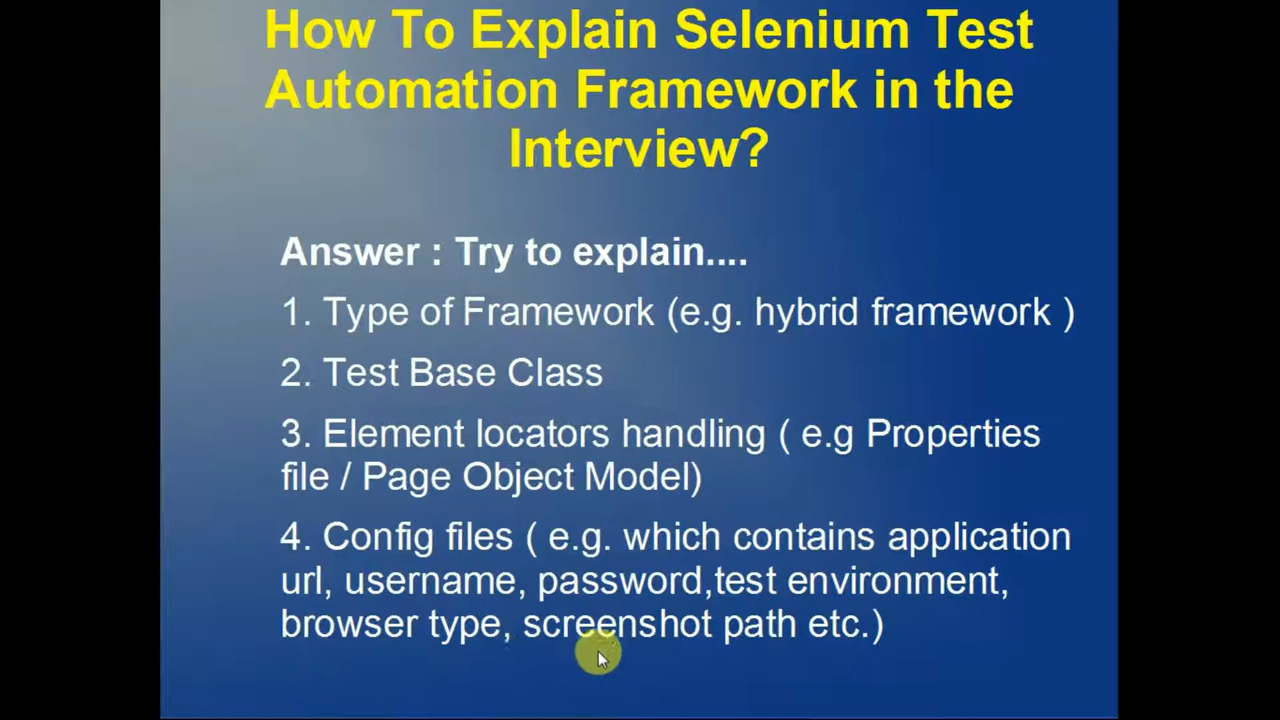 How To Explain Selenium Test
Automation Framework in the
Interview?
Answer : Try to explain....
1. Type of Framework (e.g. hybrid framework )
2. Test Base Class
3. Element locators handling ( e.g Properties
file / Page Object Model)
4. Config files ( e.g. which contains application
url, username, password,test environment,
browser type, screenshot path etc.)